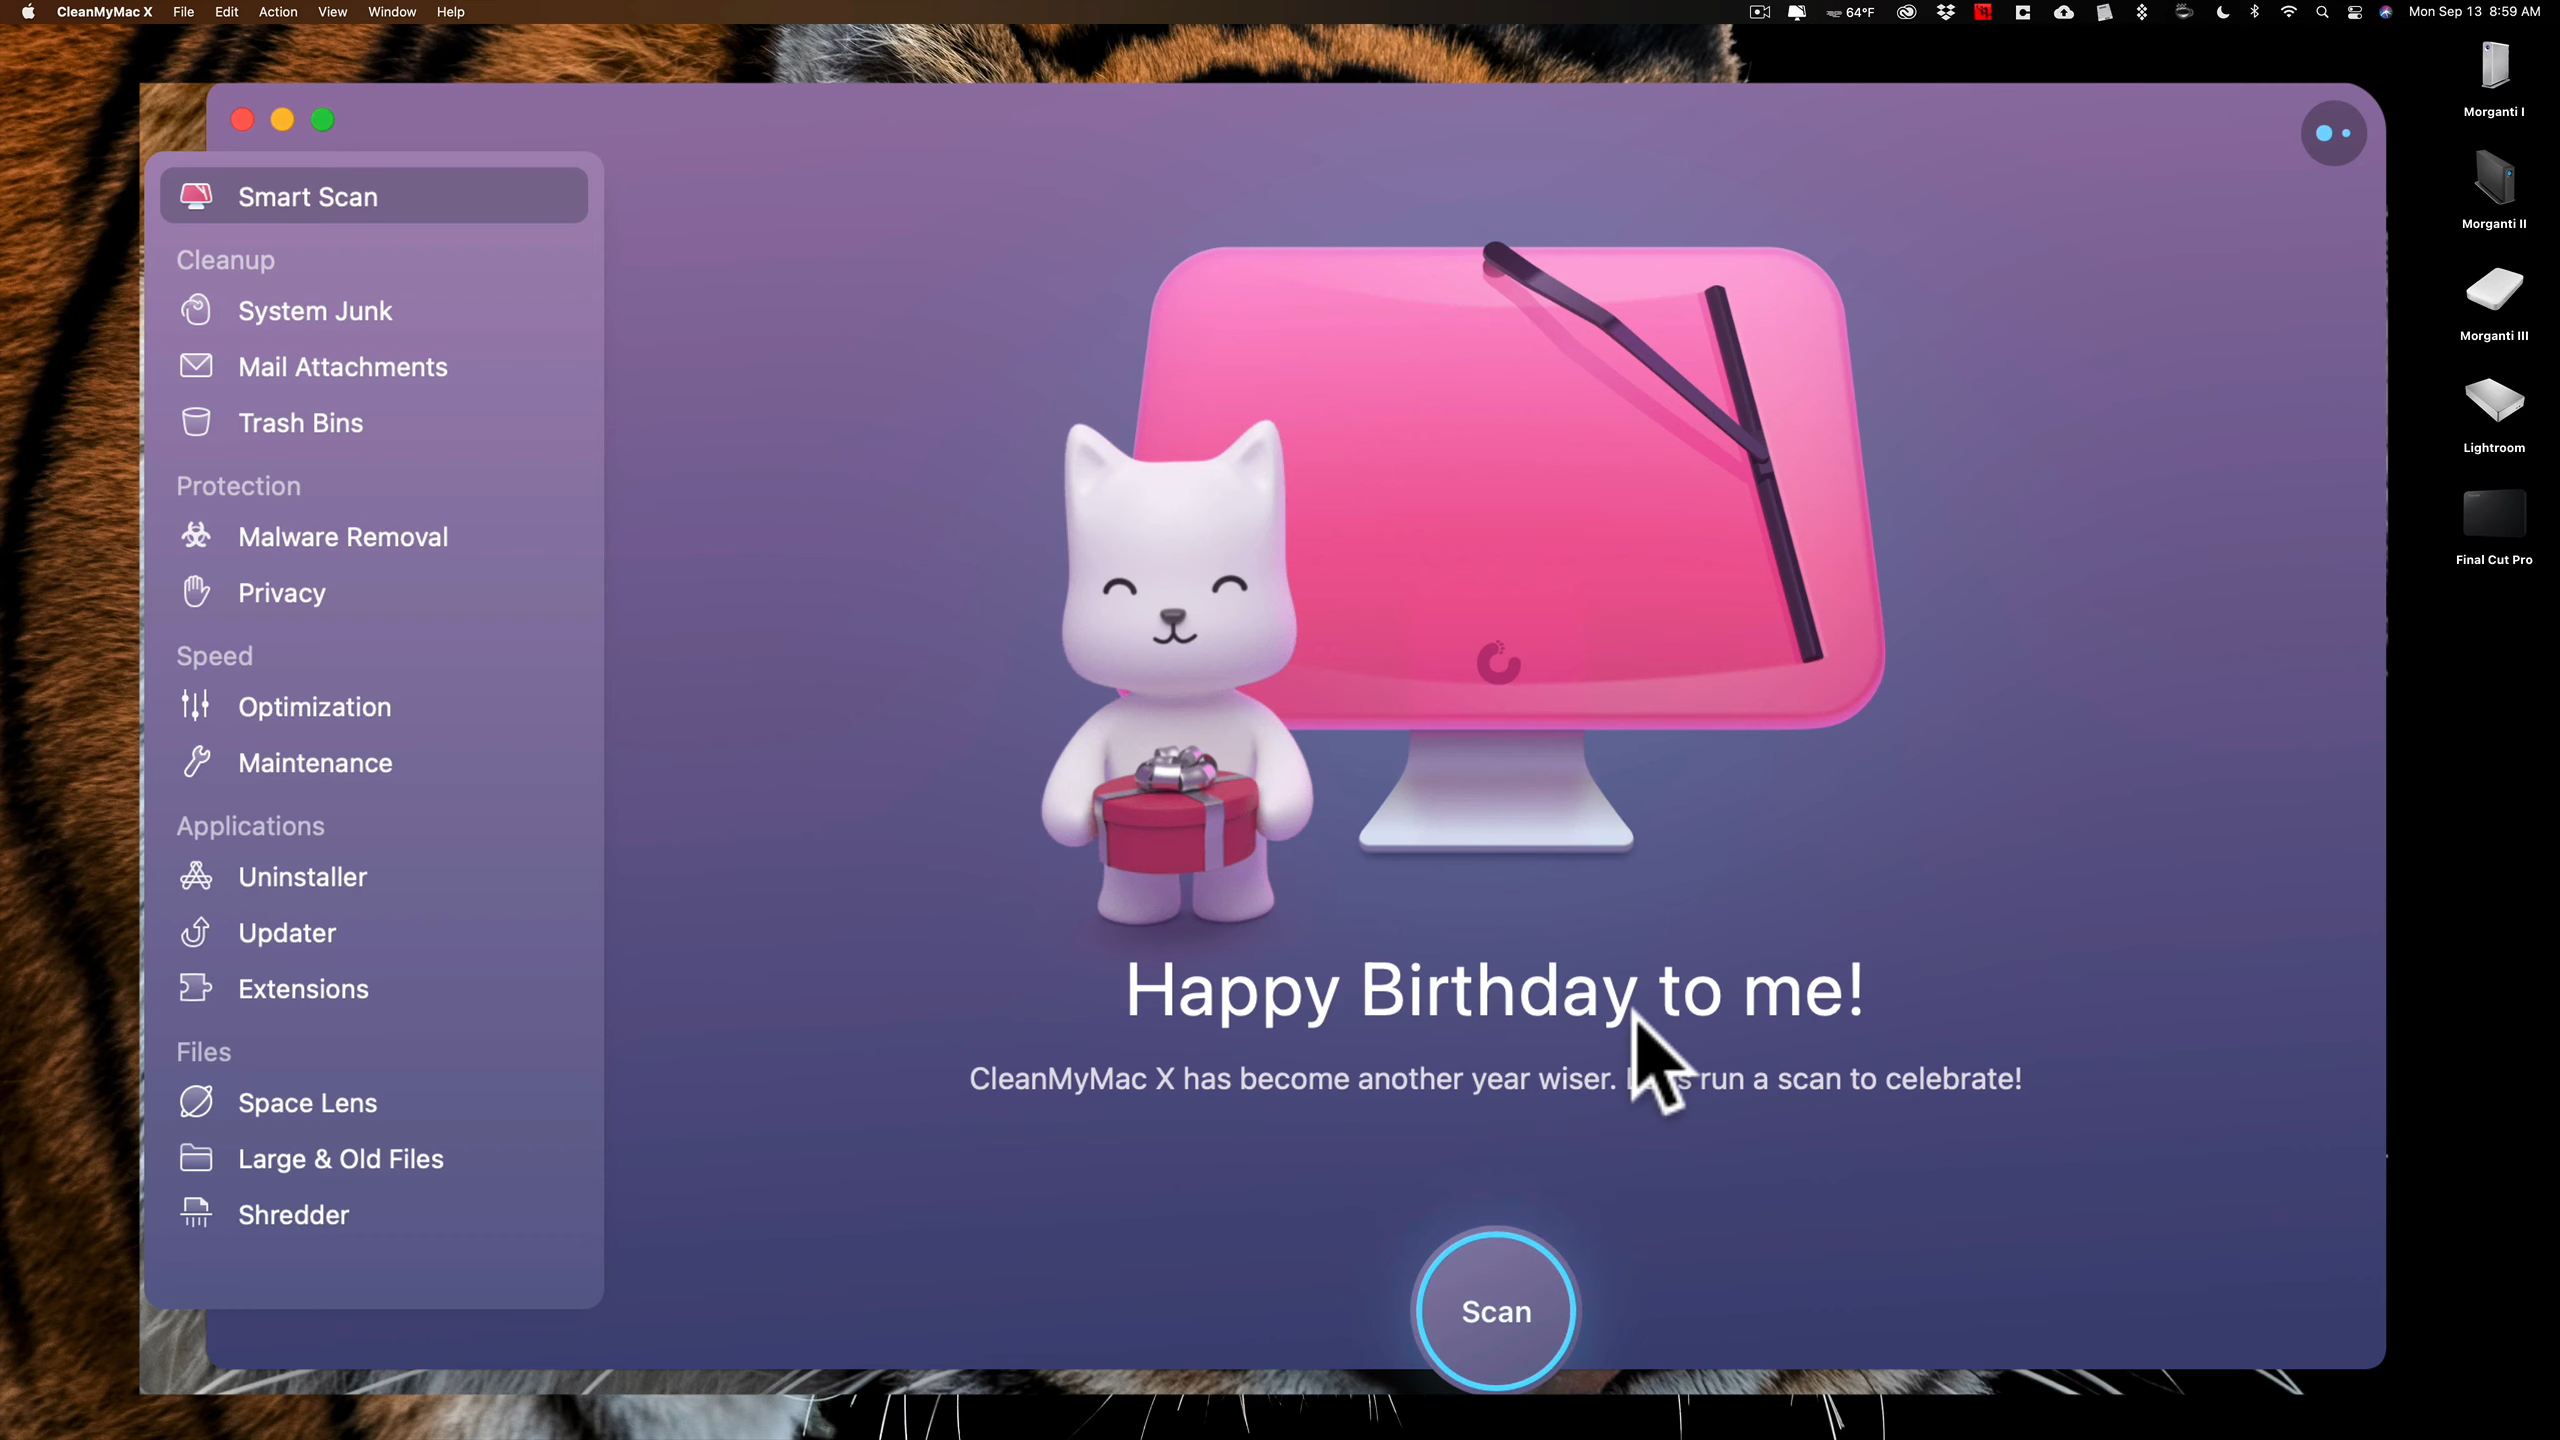 CleanMyMac X File Edit Action View Window Help
64°F Mon Sep 13 8:59 AM
Morganti I
Morganti II
Morganti III
Lightroom
Final Cut Pro
Smart Scan
Cleanup
System Junk
Mail Attachments
Trash Bins
Protection
Malware Removal
Privacy
Speed
Optimization
Maintenance
Applications
Uninstaller
Updater
Extensions
Files
Space Lens
Large & Old Files
Shredder
Happy Birthday to me!
CleanMyMac X has become another year wiser. run a scan to celebrate!
Scan